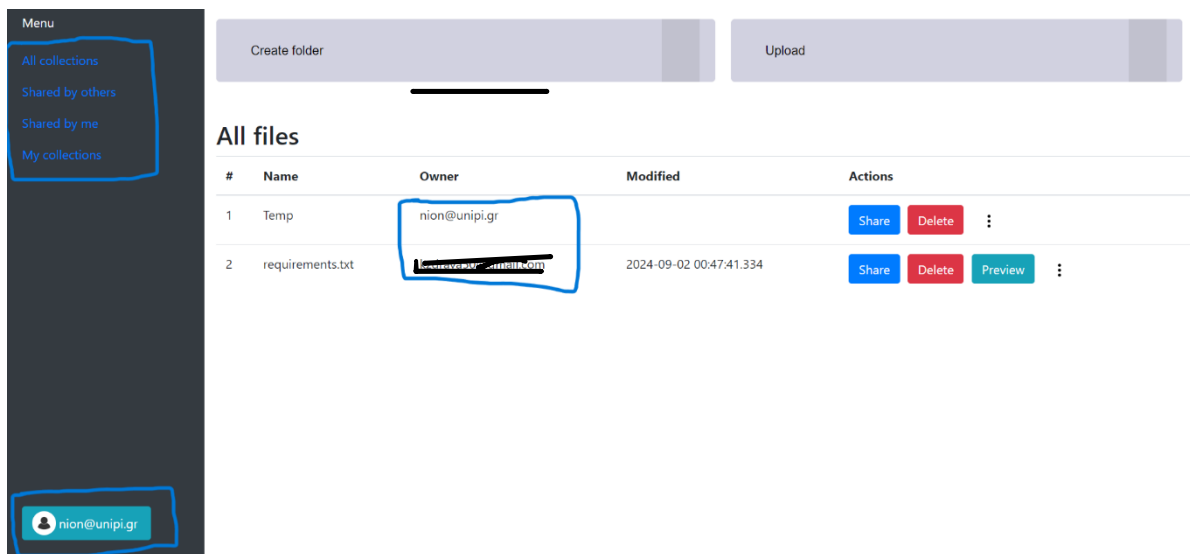 Menu
All collections
Shared by others
Shared by me
My collections
nion@unipi.gr
Create folder
Upload
All files
# Name Owner Modified Actions
1 Temp nion@unipi.gr Share Delete
2 requirements.txt 2024-09-02 00:47:41.334 Share Delete Preview